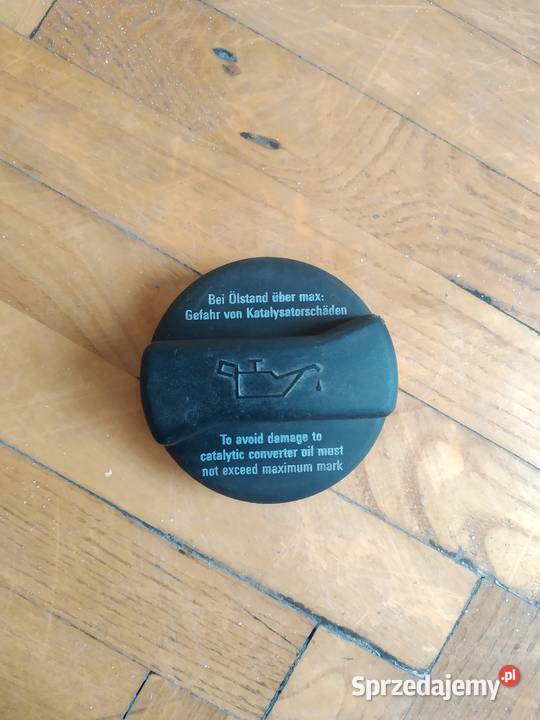 Bei Ölstand über max:
Gefahr von Katalysatorschäden
To avoid damage to
catalytic converter oil must
not exceed maximum mark
Sprzedajemy.pl